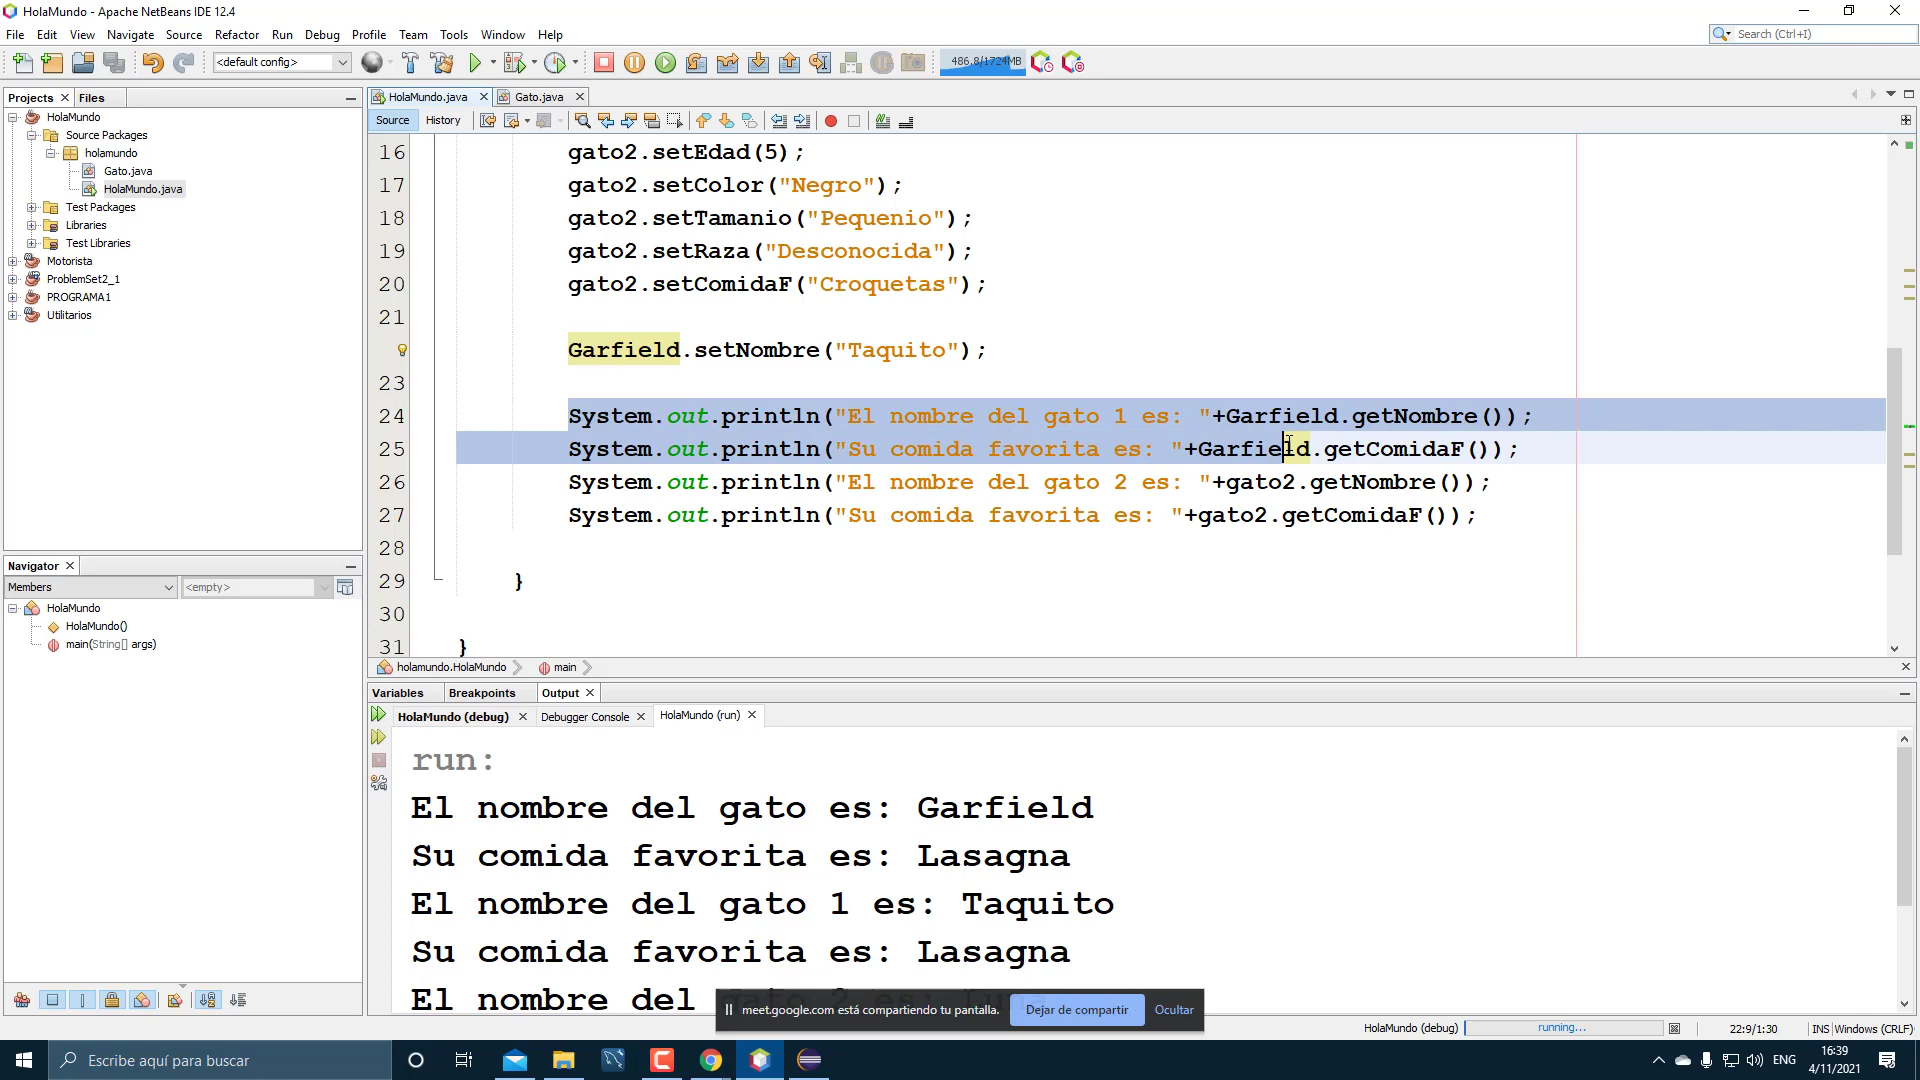 HolaMundo - Apache NetBeans IDE 12.4
File Edit View Navigate Source Refactor Run Debug Profile Team Tools Window Help
Search (Ctrl+I)
<default config>
486,8/1724MB
Projects Files
HolaMundo
Source Packages
holamundo
Gato.java
HolaMundo.java
Test Packages
Libraries
Test Libraries
Motorista
ProblemSet2_1
PROGRAMA1
Utilitarios
Navigator
Members
<empty>
HolaMundo
HolaMundo()
main(String[] args)
HolaMundo.java Gato.java
Source History
16 gato2.setEdad(5);
17 gato2.setColor("Negro");
18 gato2.setTamanio("Pequenio");
19 gato2.setRaza("Desconocida");
20 gato2.setComidaF("Croquetas");
21
Garfield.setNombre("Taquito");
23
24 System.out.println("El nombre del gato 1 es: "+Garfield.getNombre());
25 System.out.println("Su comida favorita es: "+Garfield.getComidaF());
26 System.out.println("El nombre del gato 2 es: "+gato2.getNombre());
27 System.out.println("Su comida favorita es: "+gato2.getComidaF());
28
29 }
30
31 }
holamundo.HolaMundo main
Variables Breakpoints Output
HolaMundo (debug) Debugger Console HolaMundo (run)
run:
El nombre del gato es: Garfield
Su comida favorita es: Lasagna
El nombre del gato 1 es: Taquito
Su comida favorita es: Lasagna
El nombre del
meet.google.com está compartiendo tu pantalla. Dejar de compartir Ocultar
HolaMundo (debug) running... 22:9/1:30 INS Windows (CRLF)
Escribe aquí para buscar
ENG
16:39
4/11/2021